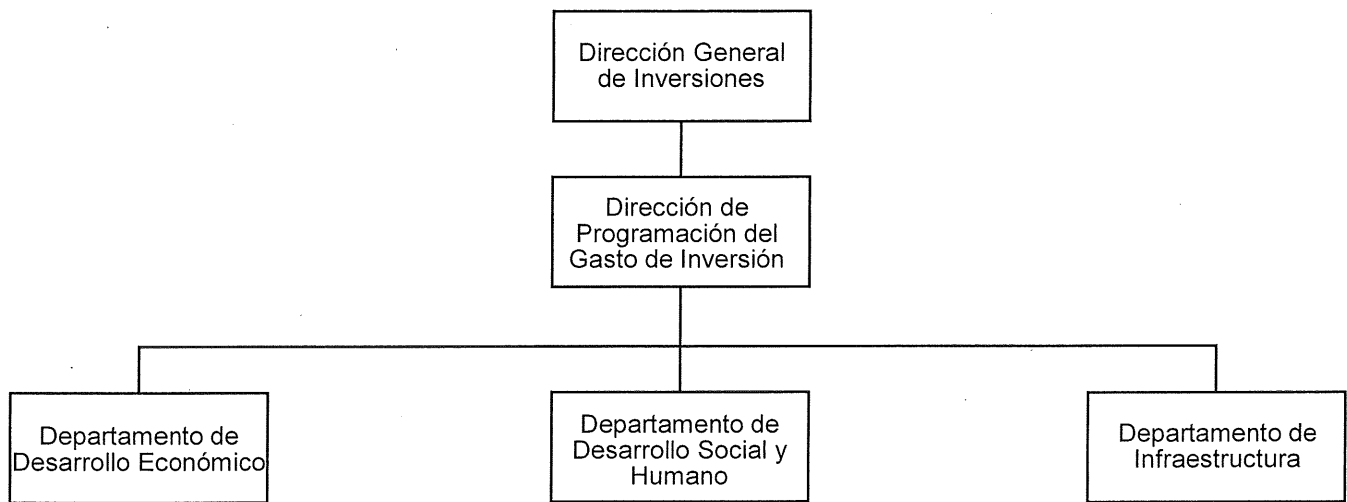 Dirección General
de Inversiones
Dirección de
Programación del
Gasto de Inversión
Departamento de
Desarrollo Económico
Departamento de
Desarrollo Social y
Humano
Departamento de
Infraestructura